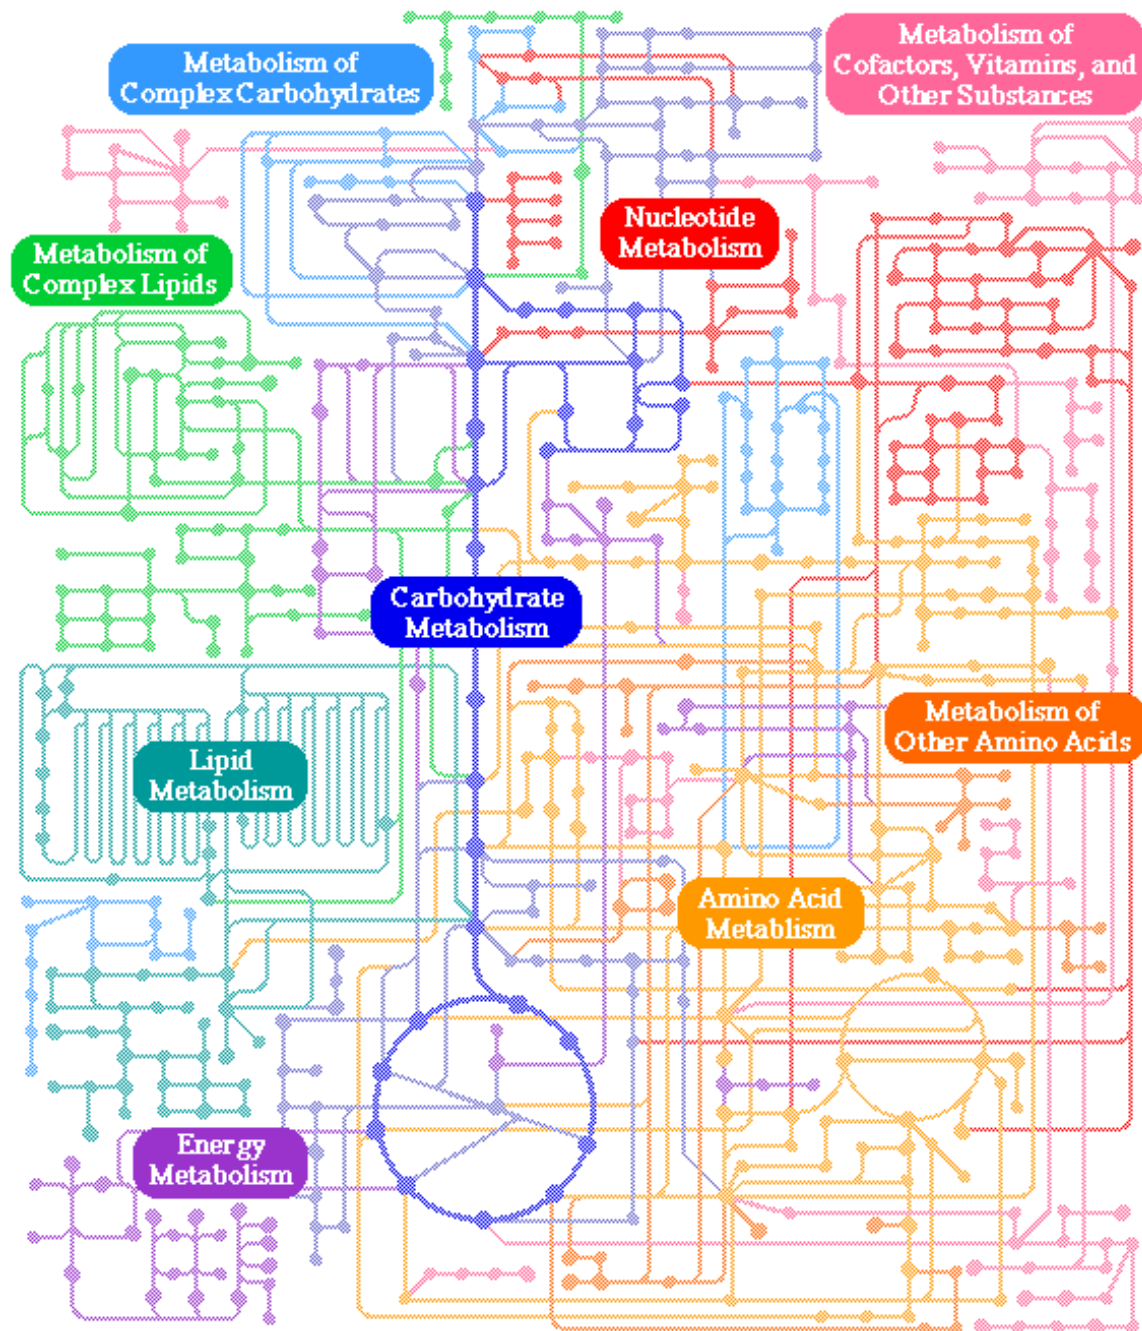 Metabolism of
Complex Carbohydrates
Metabolism of
Cofactors, Vitamins, and
Other Substances
Nucleotide
Metabolism
Metabolism of
Complex Lipids
Carbohydrate
Metabolism
Metabolism of
Other Amino Acids
Lipid
Metabolism
Amino Acid
Metablism
Energy
Metabolism